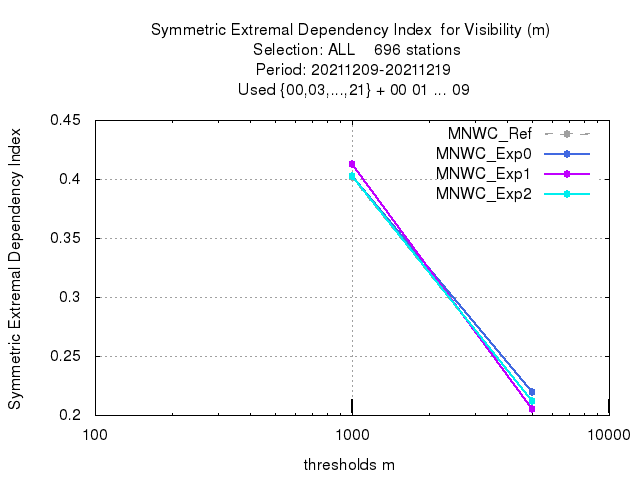 Symmetric Extremal Dependency Index  for Visibility (m)
Selection: ALL    696 stations
Period: 20211209-20211219
Used {00,03,...,21} + 00 01 ... 09
Symmetric Extremal Dependency Index
0.45
0.4
0.35
0.3
0.25
0.2
MNWC_Ref
MNWC_Exp0
MNWC_Exp1
MNWC_Exp2
100
1000
10000
thresholds m